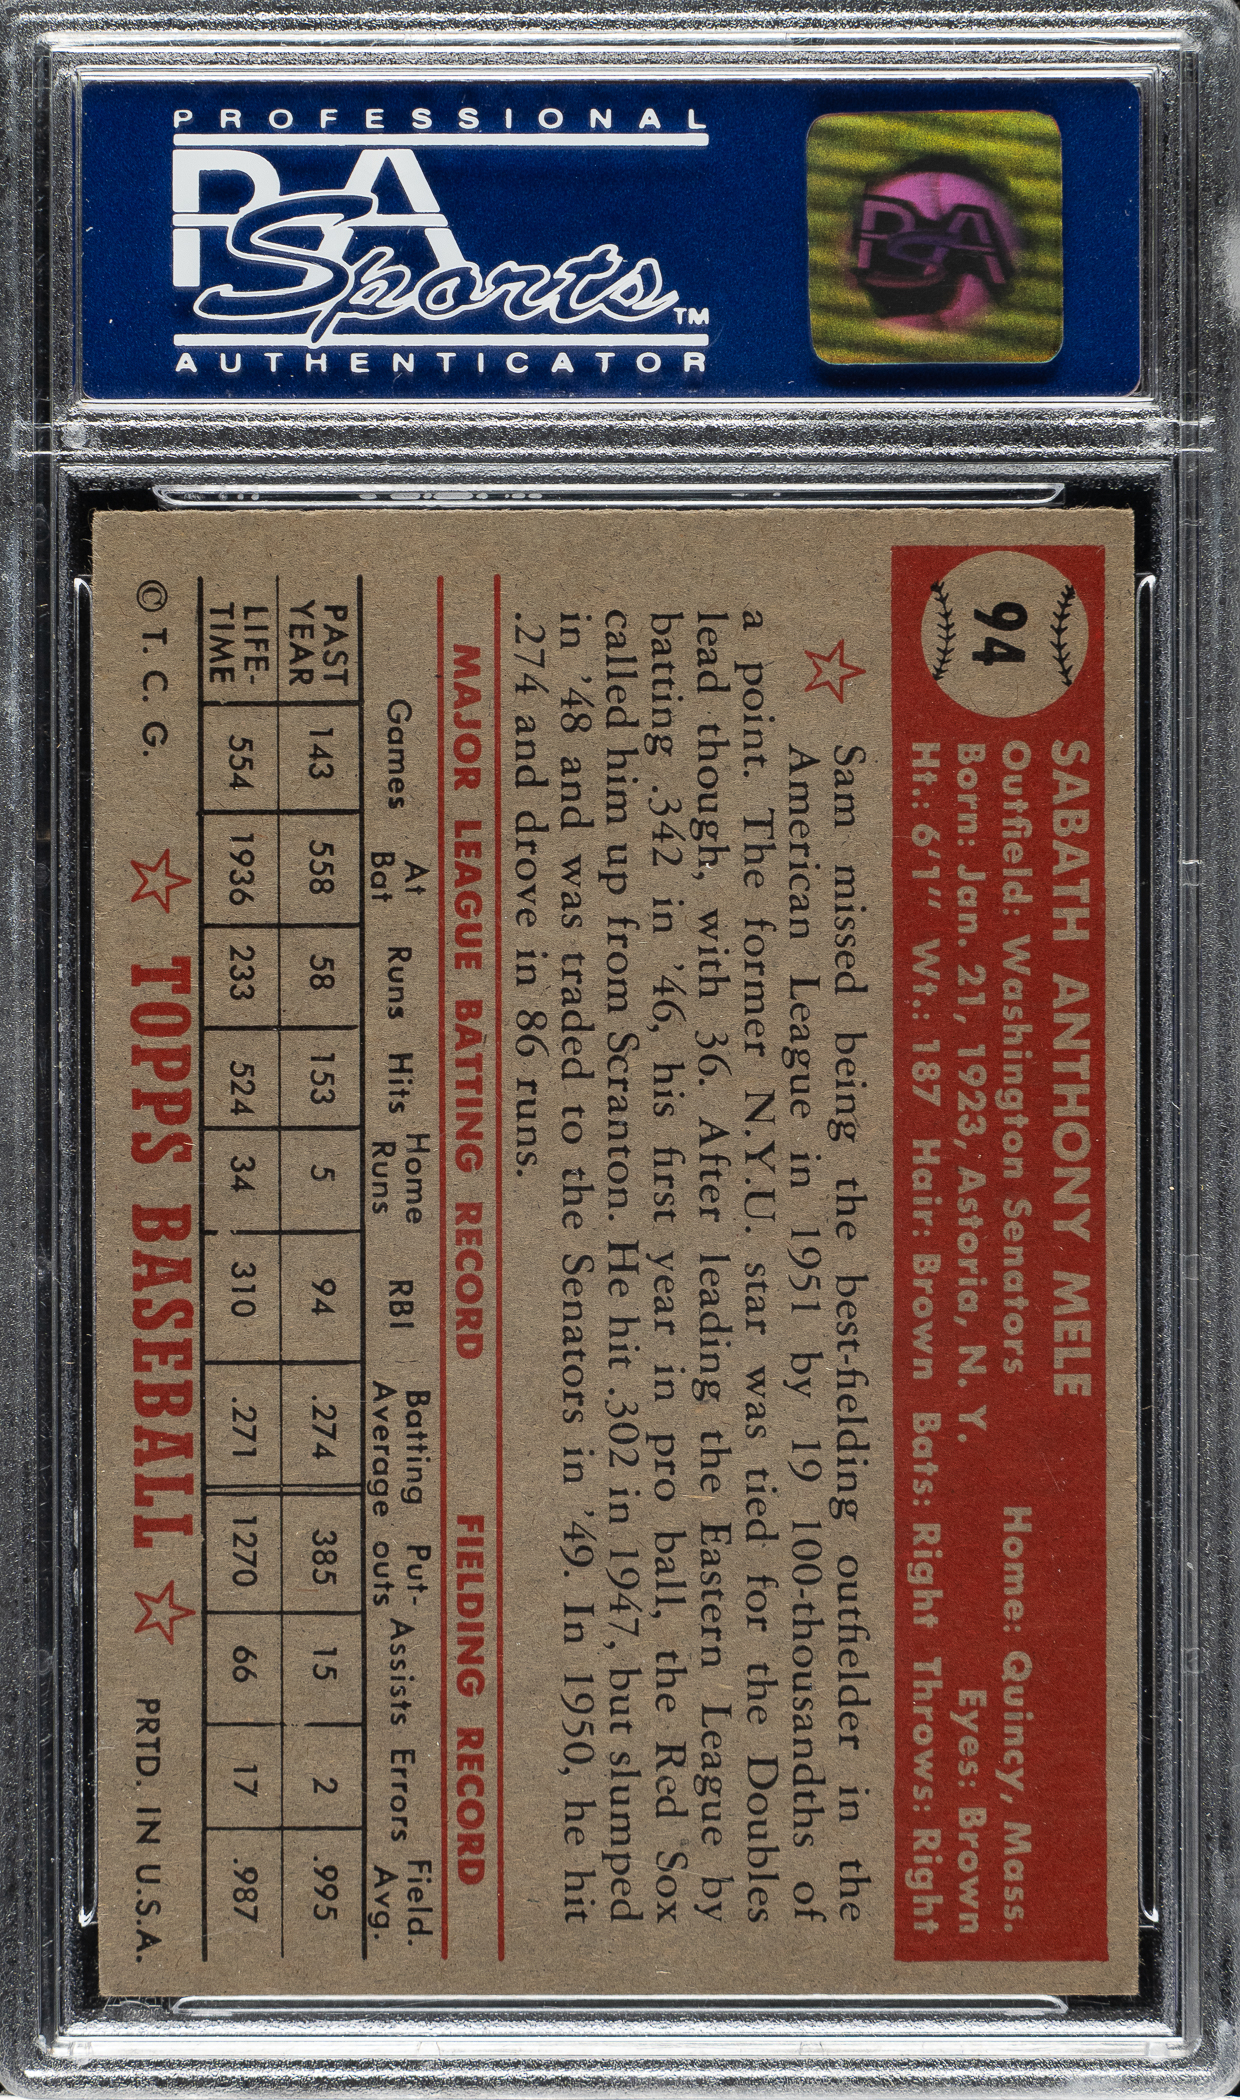 PROFESSIONAL
PSA
Sports™
AUTHENTICATOR
PSA
94
SABATH ANTHONY MELE
Outfield: Washington Senators Home: Quincy, Mass.
Born: Jan. 21, 1923, Astoria, N. Y. Eyes: Brown
Ht.: 6'1" Wt.: 187 Hair: Brown Bats: Right Throws: Right
Sam missed being the best-fielding outfielder in the
American League in 1951 by 19 100-thousandths of
a point. The former N.Y.U. star was tied for the Doubles
lead though, with 36. After leading the Eastern League by
batting .342 in '46, his first year in pro ball, the Red Sox
called him up from Scranton. He hit .302 in 1947, but slumped
in '48 and was traded to the Senators in '49. In 1950, he hit
.274 and drove in 86 runs.
MAJOR LEAGUE BATTING RECORD FIELDING RECORD
Games At Bat Runs Hits Home Runs RBI Batting Average Put-outs Assists Errors Field. Avg.
PAST YEAR 143 558 58 153 5 94 .274 385 15 2 .995
LIFE-TIME 554 1936 233 524 34 310 .271 1270 66 17 .987
© T. C. G. TOPPS BASEBALL PRTD. IN U.S.A.